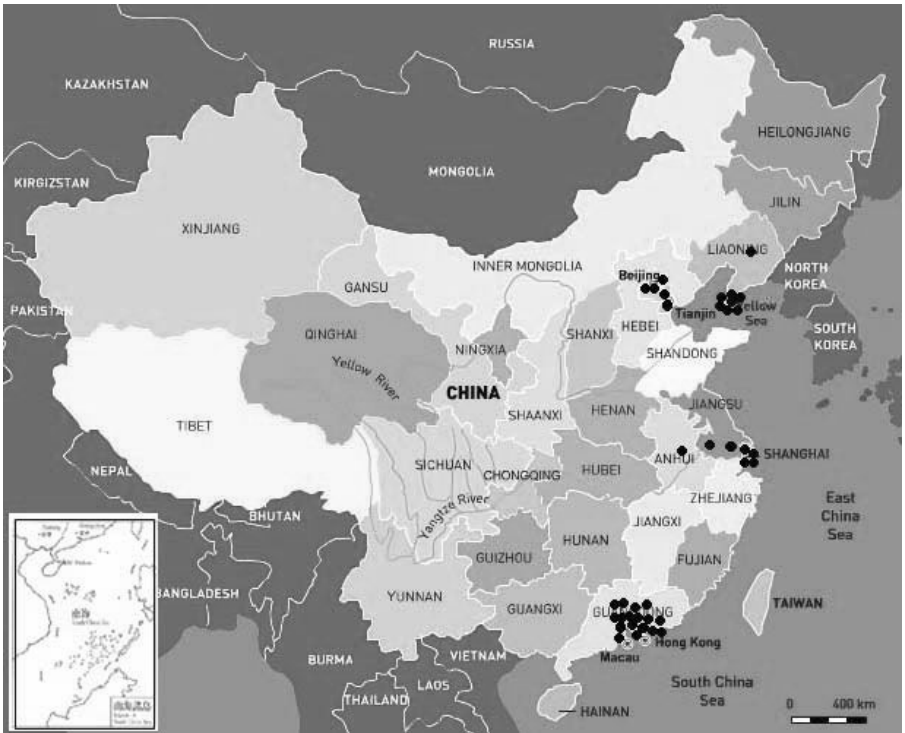 RUSSIA
KAZAKHSTAN
HEILONGJIANG
MONGOLIA
KIRGIZSTAN
JILIN
XINJIANG
LIAONING
INNER MONGOLIA
Beijing
NORTH
KOREA
GANSU
PAKISTAN
Tianjin
Yellow
Sea
QINGHAI
HEBEI
SHANXI
SOUTH
KOREA
NINGXIA
SHANDONG
Yellow River
CHINA
SHAANXI
HENAN
JIANGSU
TIBET
SHANGHAI
ANHUI
SICHUAN
CHONGQING
HUBEI
NEPAL
ZHEJIANG
Yangtze River
East
China
Sea
BHUTAN
JIANGXI
HUNAN
GUIZHOU
FUJIAN
BANGLADESH
YUNNAN
GUANGXI
TAIWAN
Hong Kong
Macau
BURMA
VIETNAM
LAOS
THAILAND
South China
Sea
HAINAN
0 400 km